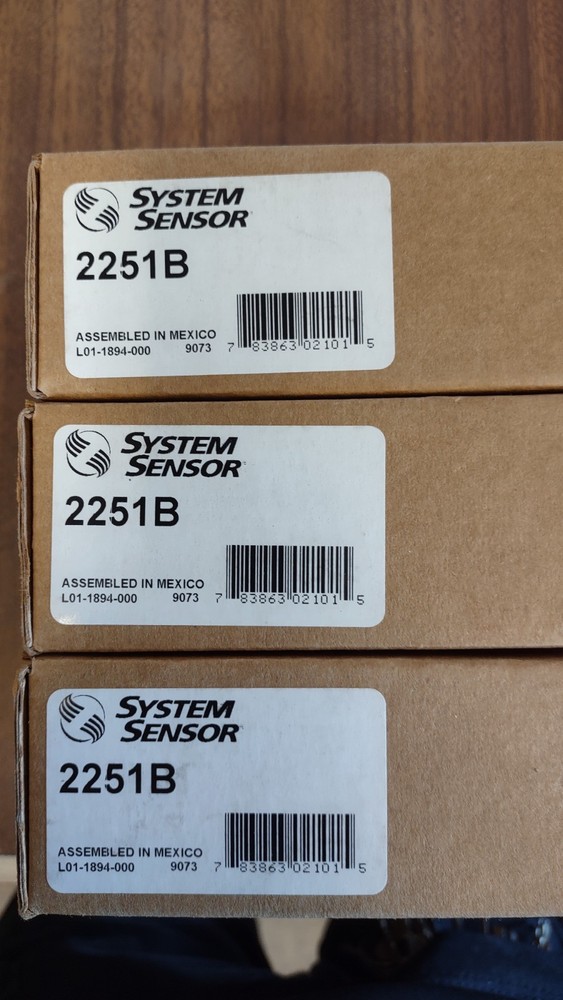 SYSTEM
SENSOR
2251B
ASSEMBLED IN MEXICO
L01-1894-000 9073 7 83863 02101 5
SYSTEM
SENSOR
2251B
ASSEMBLED IN MEXICO
L01-1894-000 9073 7 83863 02101 5
SYSTEM
SENSOR
2251B
ASSEMBLED IN MEXICO
L01-1894-000 9073 7 83863 02101 5